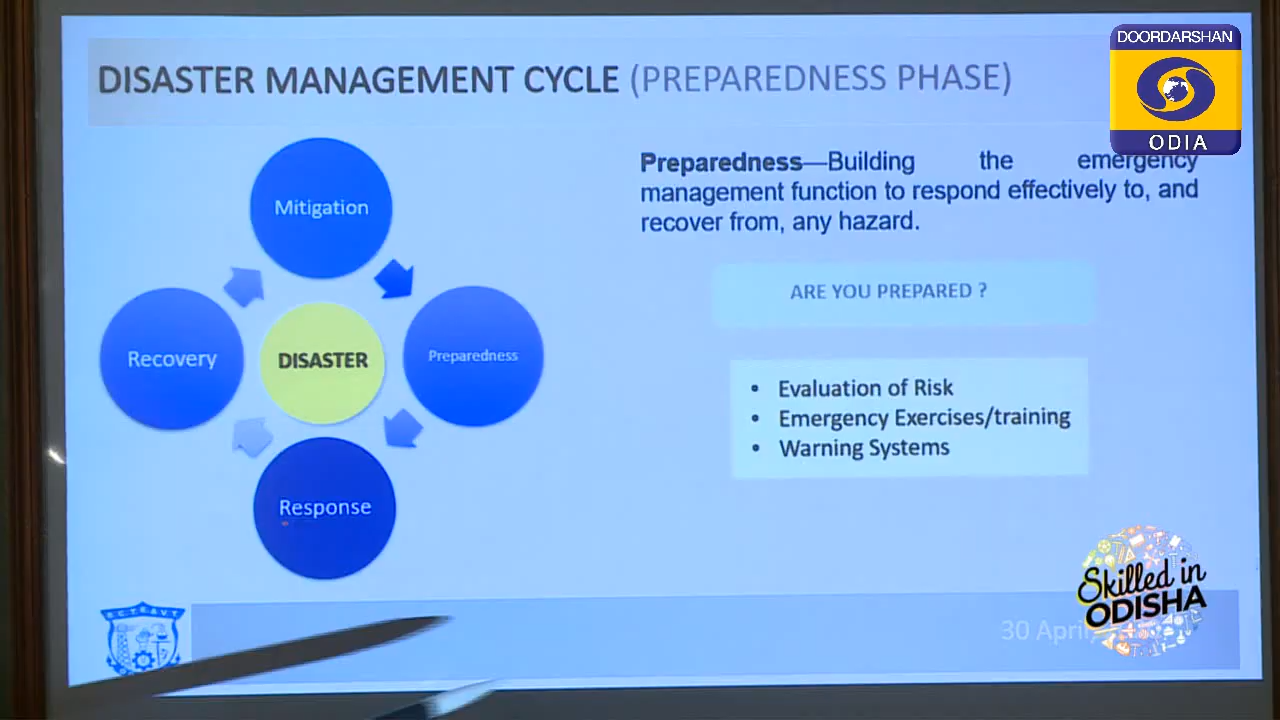 DISASTER MANAGEMENT CYCLE (PREPAREDNESS PHASE)
DOORDARSHAN
ODIA
Mitigation
Recovery
DISASTER
Preparedness
Response
Preparedness—Building the emergency
management function to respond effectively to, and
recover from, any hazard.
ARE YOU PREPARED ?
• Evaluation of Risk
• Emergency Exercises/training
• Warning Systems
Skilled in
ODISHA
30 April